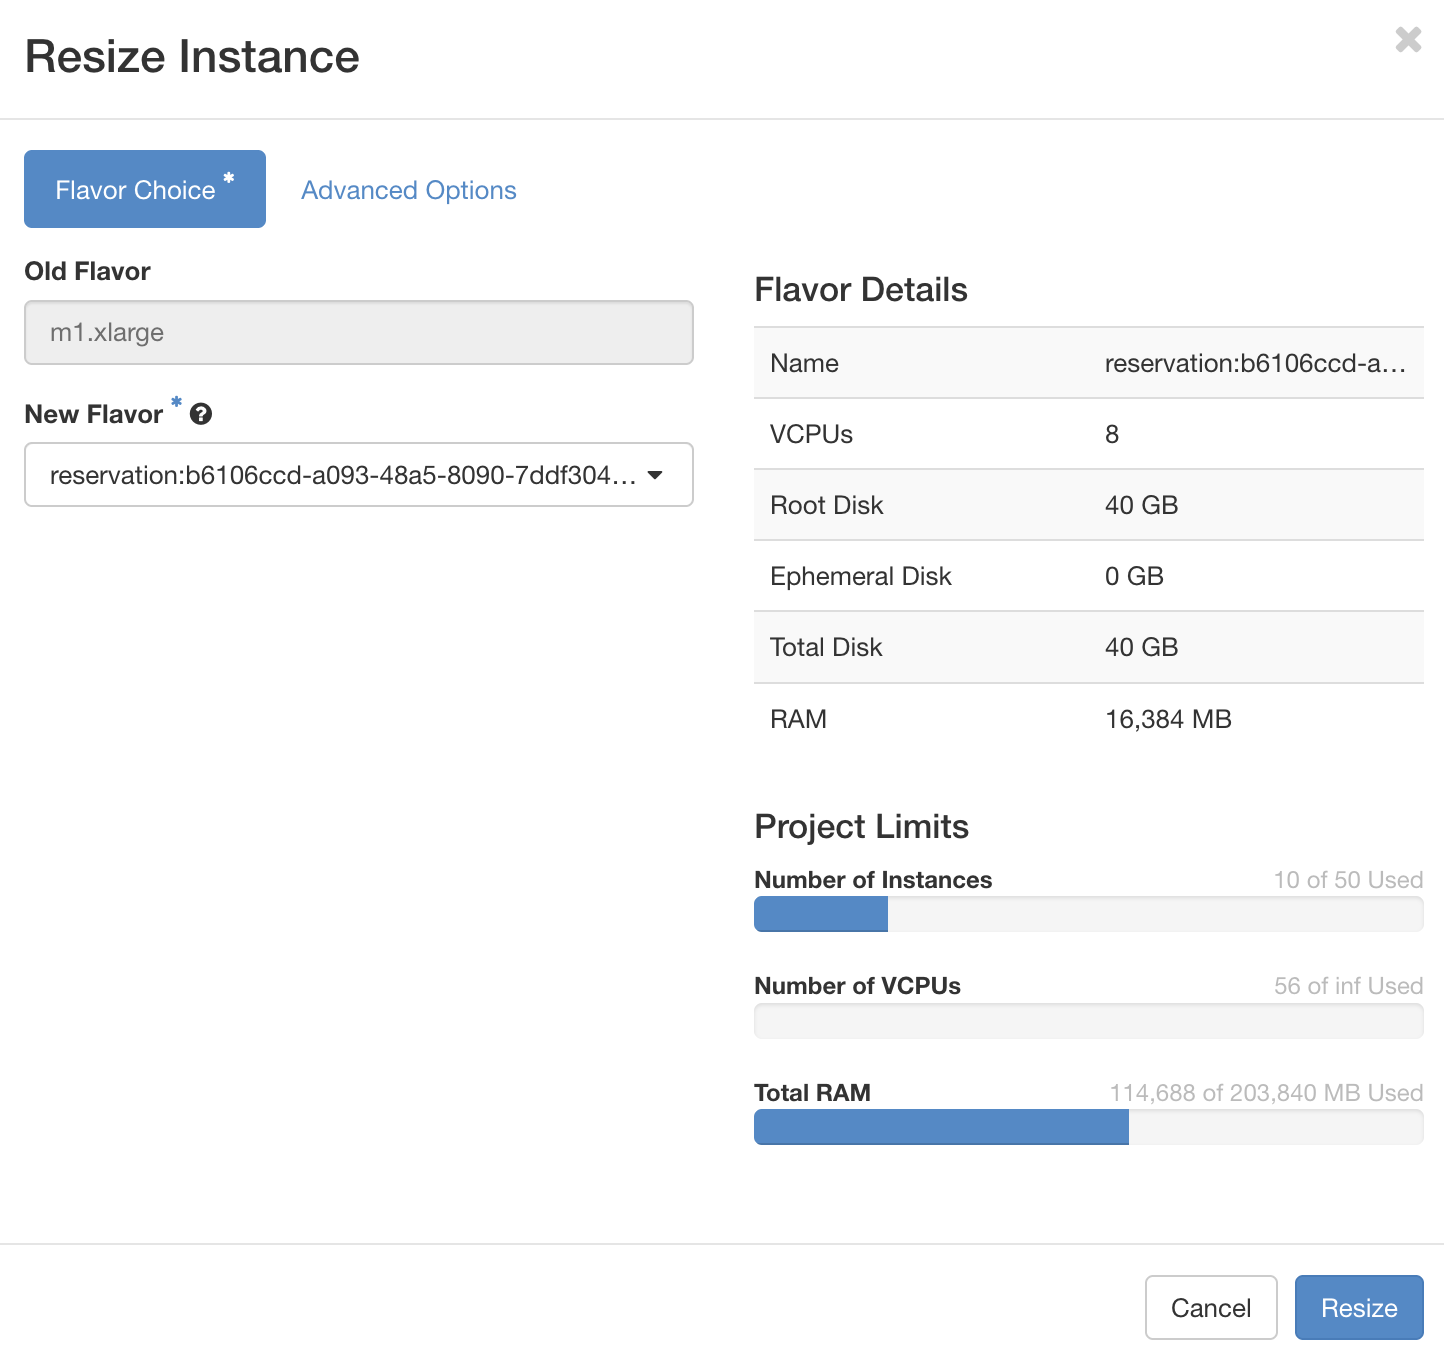 Resize Instance
Flavor Choice *
Advanced Options
Old Flavor
m1.xlarge
New Flavor *
reservation:b6106ccd-a093-48a5-8090-7ddf304...
Flavor Details
Name reservation:b6106ccd-a...
VCPUs 8
Root Disk 40 GB
Ephemeral Disk 0 GB
Total Disk 40 GB
RAM 16,384 MB
Project Limits
Number of Instances 10 of 50 Used
Number of VCPUs 56 of inf Used
Total RAM 114,688 of 203,840 MB Used
Cancel
Resize